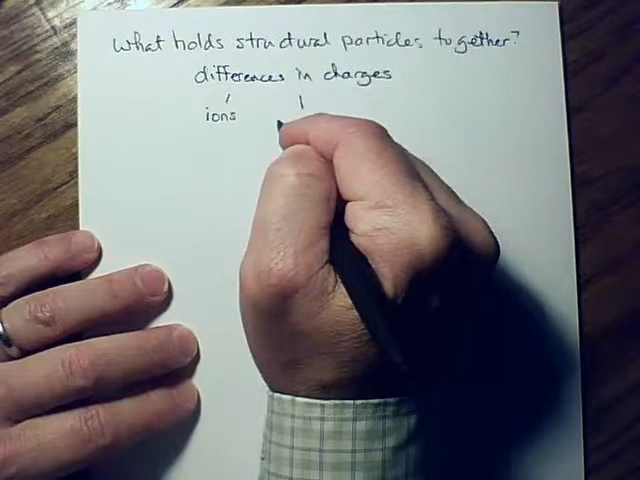 What holds structural particles together?
differences in charges
ions